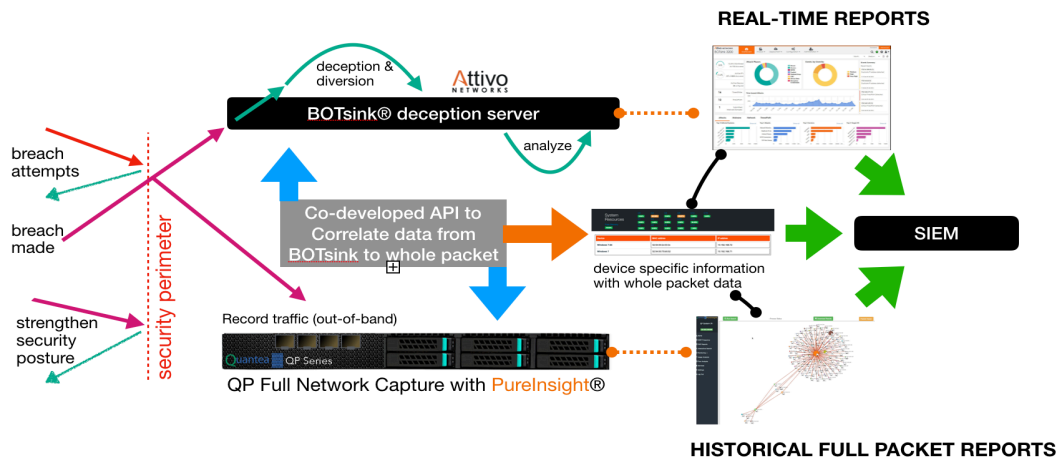 REAL-TIME REPORTS
deception &
diversion
Attivo
NETWORKS
BOTsink® deception server
analyze
breach
attempts
breach
made
security perimeter
strengthen
security
posture
Co-developed API to
Correlate data from
BOTsink to whole packet
System
Resources
device specific information
with whole packet data
SIEM
Record traffic (out-of-band)
Quantea
QP Series
QP Full Network Capture with PureInsight®
HISTORICAL FULL PACKET REPORTS